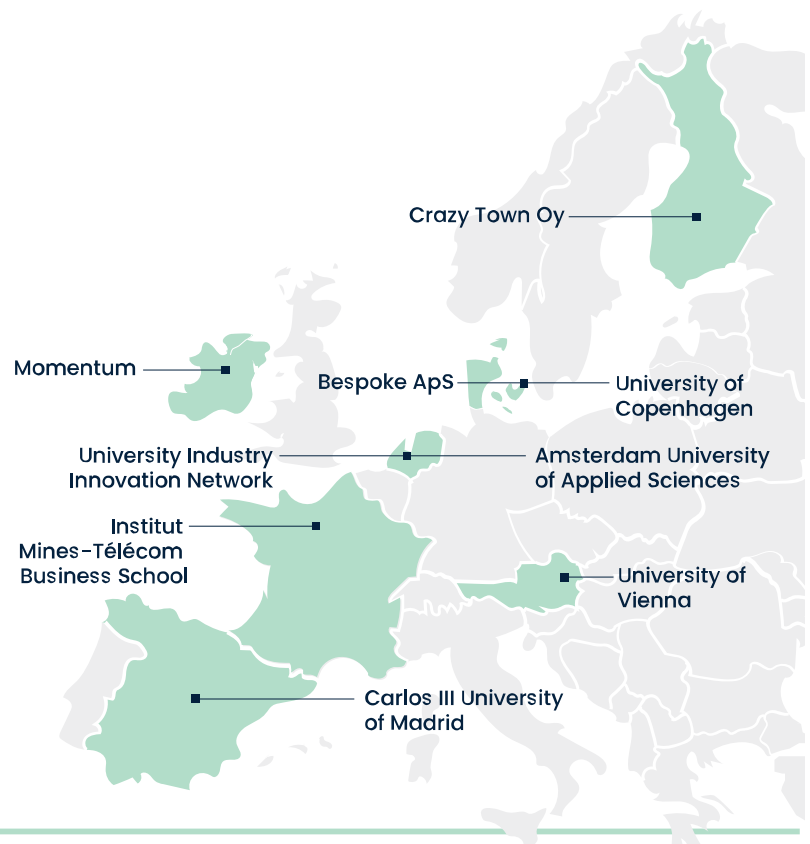 Crazy Town Oy
Momentum
Bespoke ApS
University of
Copenhagen
University Industry
Innovation Network
Amsterdam University
of Applied Sciences
Institut
Mines-Télécom
Business School
University of
Vienna
Carlos III University
of Madrid